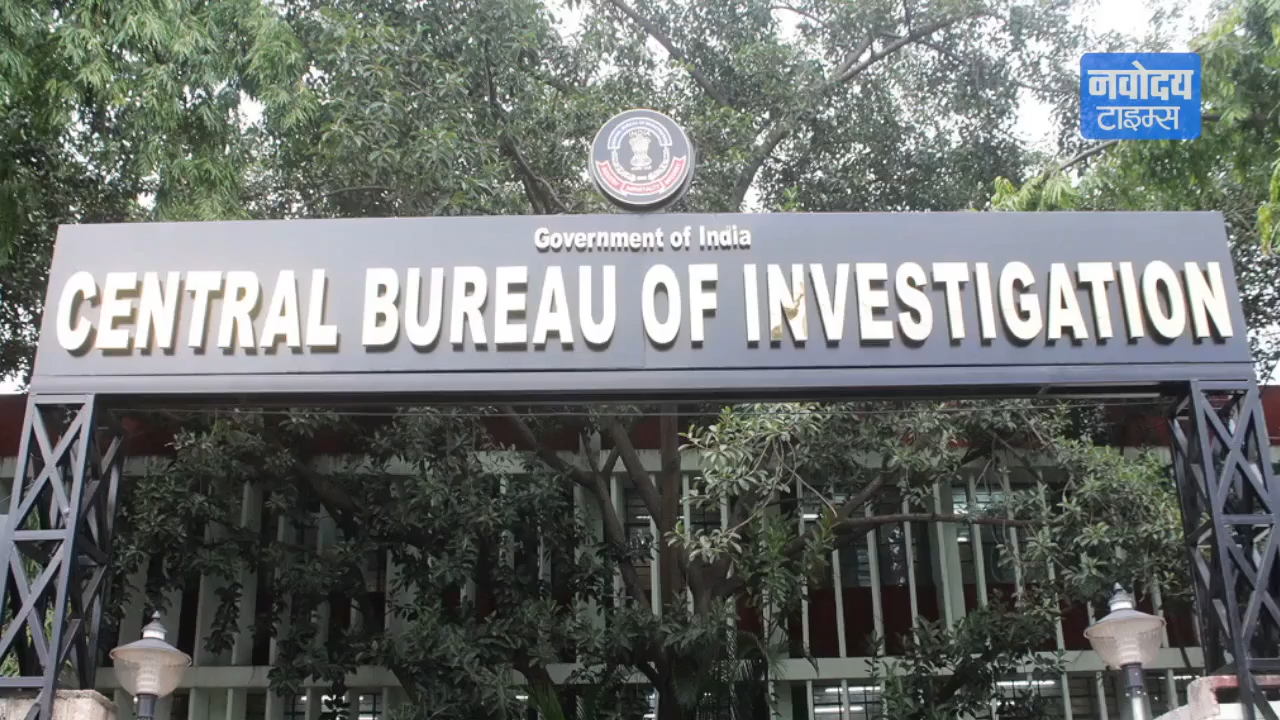 नवोदय
टाइम्स
Government of India
CENTRAL BUREAU OF INVESTIGATION